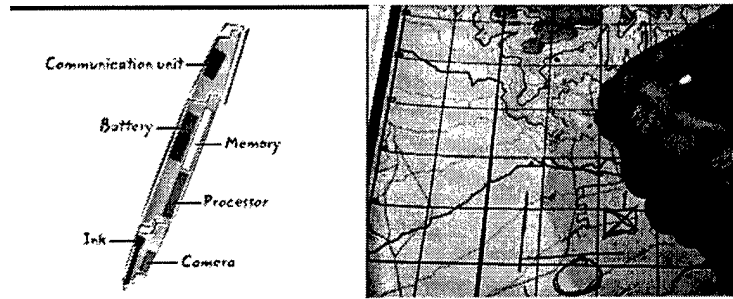 Communication unit
Battery
Memory
Processor
Ink
Camera